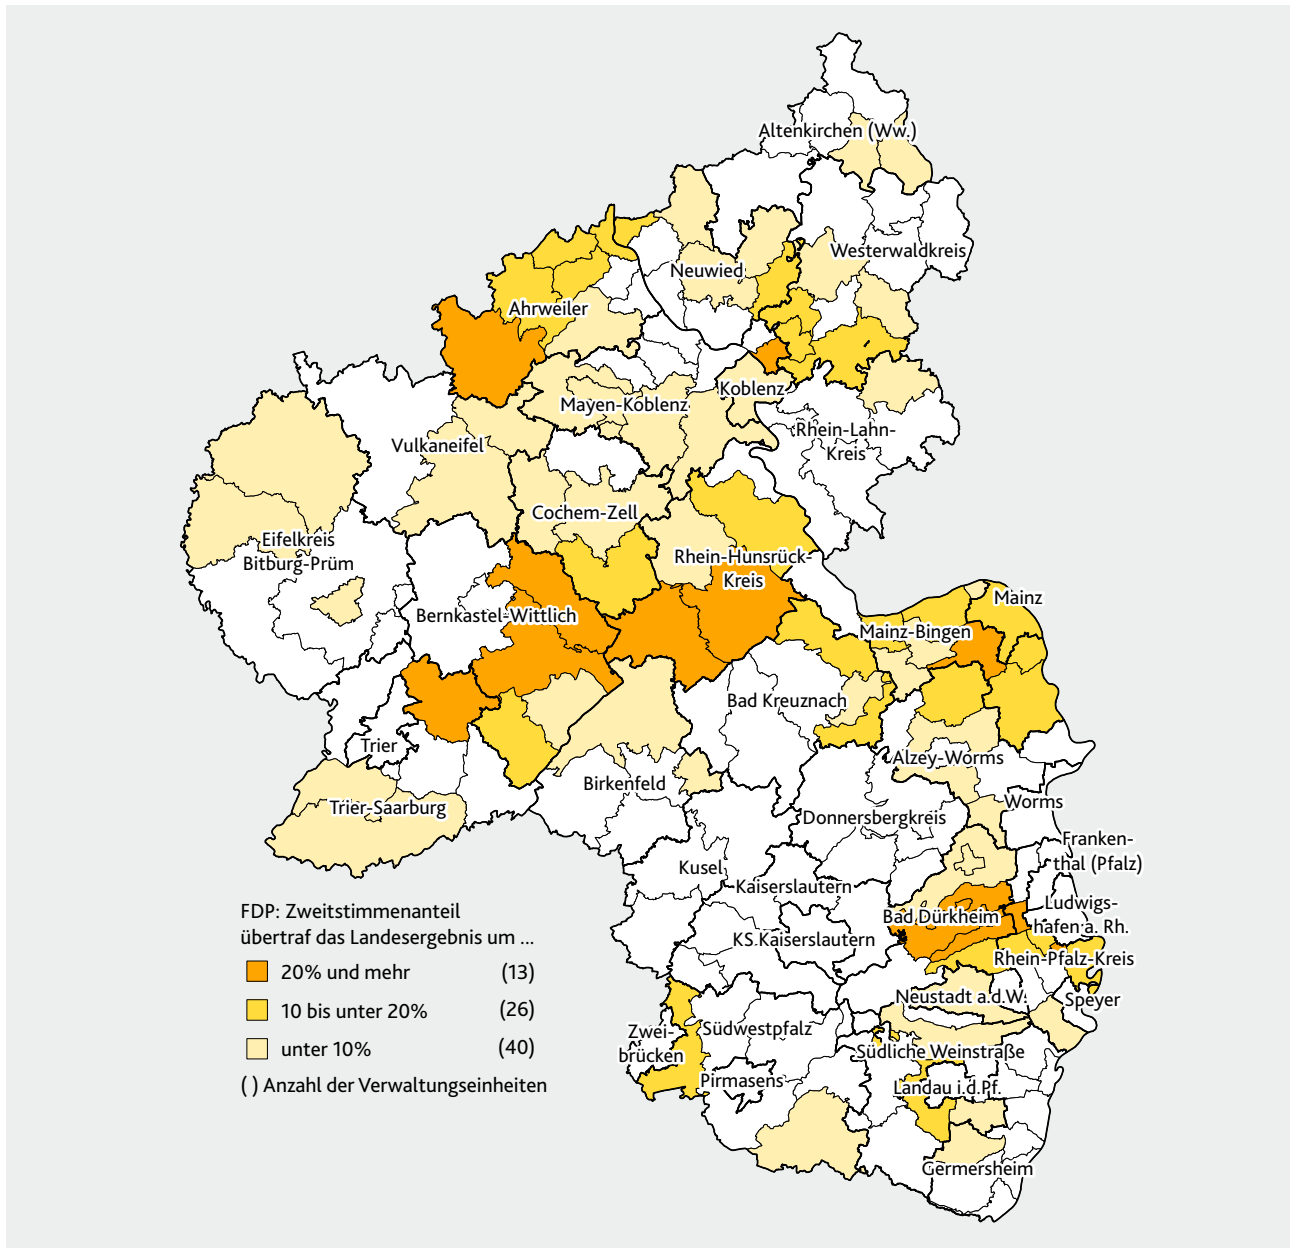 Altenkirchen (Ww.)
Westerwaldkreis
Neuwied
Ahrweiler
Koblenz
Mayen-Koblenz
Rhein-Lahn-
Kreis
Vulkaneifel
Cochem-Zell
Eifelkreis
Bitburg-Prüm
Rhein-Hunsrück-
Kreis
Mainz
Bernkastel-Wittlich
Mainz-Bingen
Bad Kreuznach
Trier
Alzey-Worms
Birkenfeld
Trier-Saarburg
Worms
Donnersbergkreis
Franken-
thal (Pfalz)
Kusel
Kaiserslautern
Ludwigs-
hafen a. Rh.
Bad Dürkheim
KS.Kaiserslautern
Rhein-Pfalz-Kreis
Neustadt a.d.W.
Speyer
Zwei-
brücken
Südwestpfalz
Südliche Weinstraße
Pirmasens
Landau i.d.Pf.
Germersheim
FDP: Zweitstimmenanteil
übertraf das Landesergebnis um ...
20% und mehr (13)
10 bis unter 20% (26)
unter 10% (40)
( ) Anzahl der Verwaltungseinheiten